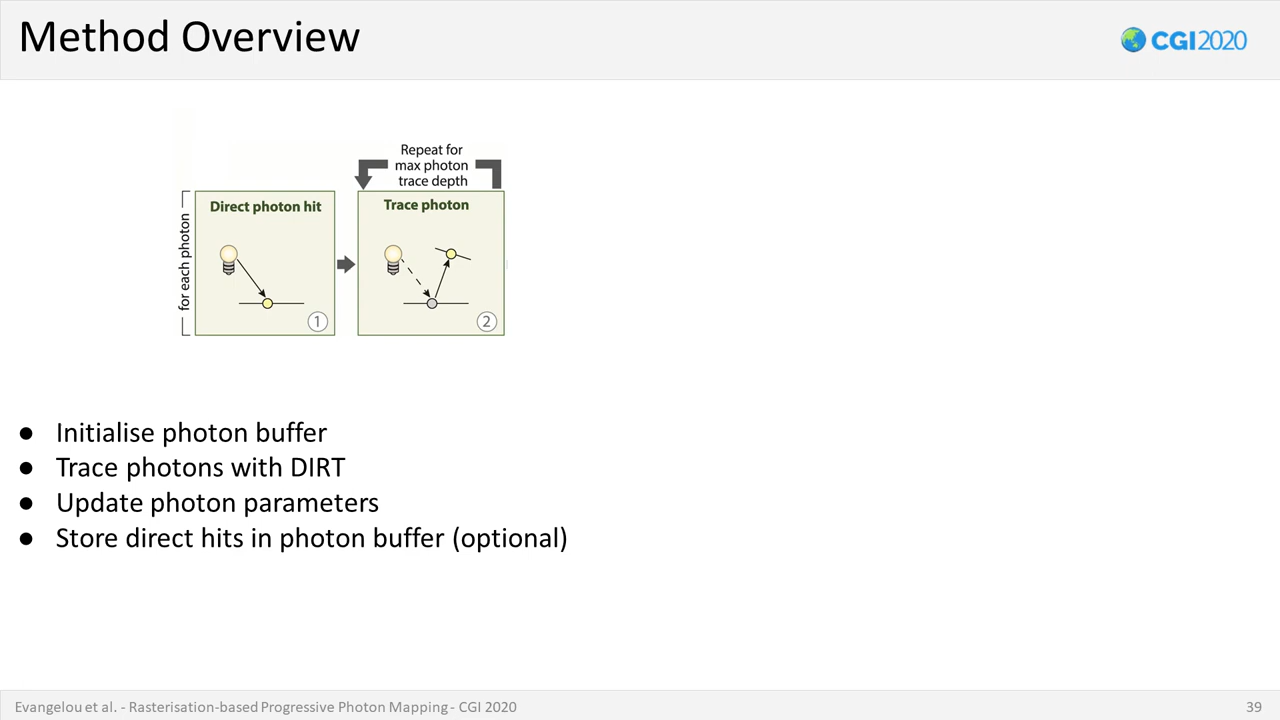 Method Overview
CGI2020
Repeat for
max photon
trace depth
for each photon
Direct photon hit
1
Trace photon
2
● Initialise photon buffer
● Trace photons with DIRT
● Update photon parameters
● Store direct hits in photon buffer (optional)
Evangelou et al. - Rasterisation-based Progressive Photon Mapping - CGI 2020
39